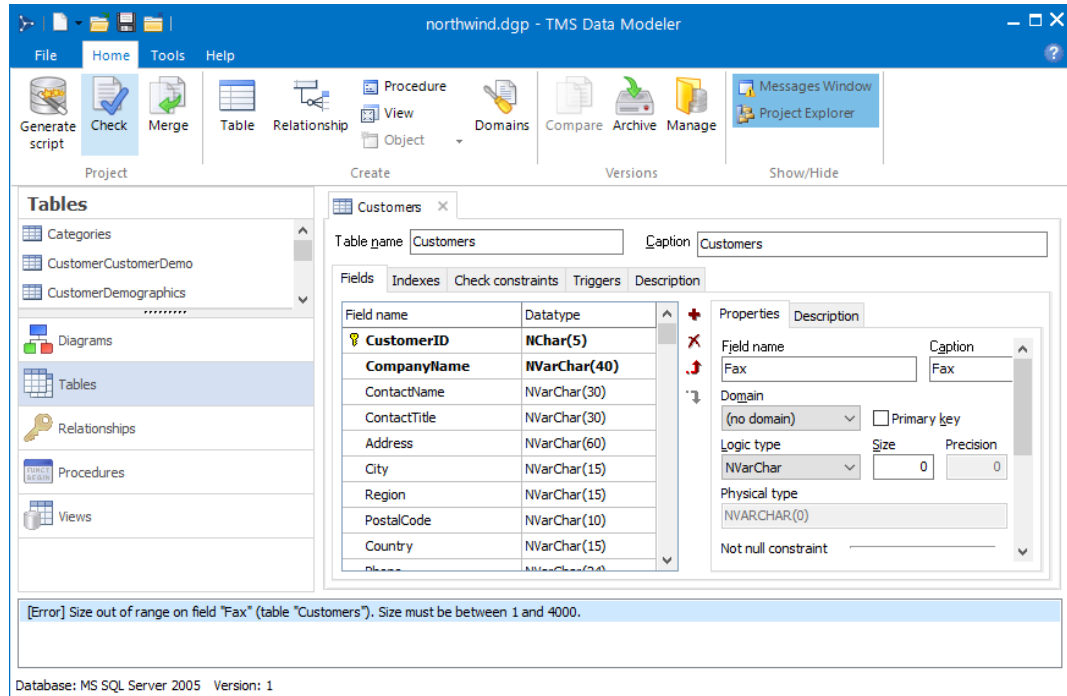 northwind.dgp - TMS Data Modeler
File Home Tools Help
Generate script
Check
Merge
Table
Relationship
Procedure
View
Object
Domains
Compare
Archive
Manage
Messages Window
Project Explorer
Project Create Versions Show/Hide
Tables
Categories
CustomerCustomerDemo
CustomerDemographics
Diagrams
Tables
Relationships
Procedures
Views
Customers
Table name Customers Caption Customers
Fields Indexes Check constraints Triggers Description
Field name Datatype
CustomerID NChar(5)
CompanyName NVarChar(40)
ContactName NVarChar(30)
ContactTitle NVarChar(30)
Address NVarChar(60)
City NVarChar(15)
Region NVarChar(15)
PostalCode NVarChar(10)
Country NVarChar(15)
Phone NVarChar(24)
Properties Description
Field name Caption
Fax Fax
Domain
(no domain) Primary key
Logic type Size Precision
NVarChar 0 0
Physical type
NVARCHAR(0)
Not null constraint
[Error] Size out of range on field "Fax" (table "Customers"). Size must be between 1 and 4000.
Database: MS SQL Server 2005 Version: 1